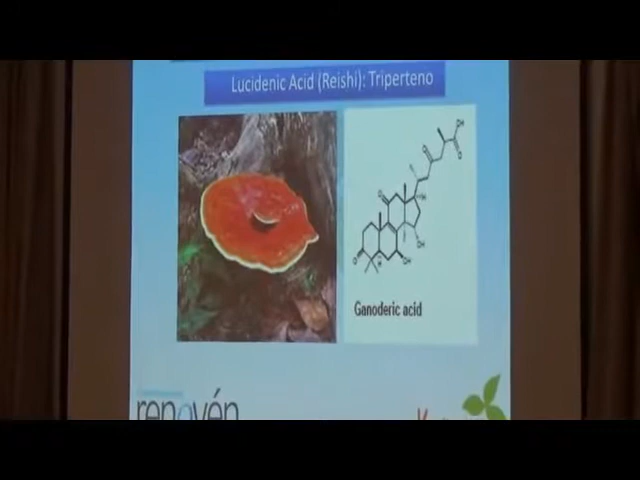 Lucidenic Acid (Reishi): Triperteno
Ganoderic acid
renovén